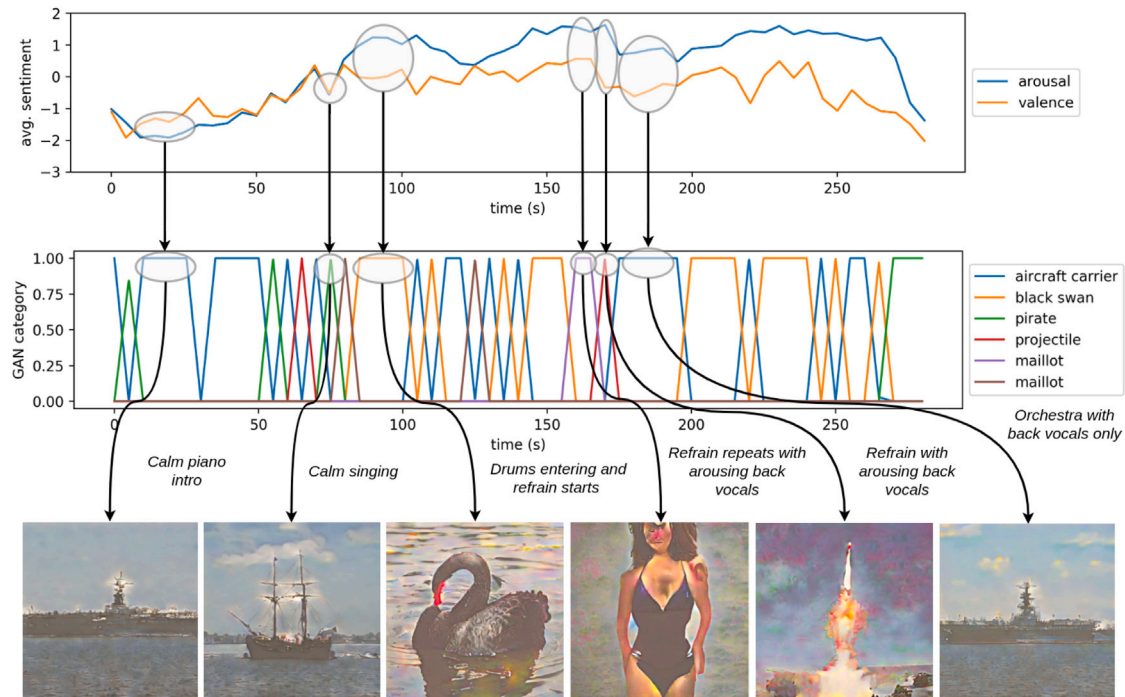 2
1
0
−1
−2
−3
avg. sentiment
0
50
100
150
200
250
time (s)
arousal
valence
1.00
0.75
0.50
0.25
0.00
GAN category
0
50
100
150
200
250
time (s)
aircraft carrier
black swan
pirate
projectile
maillot
maillot
Calm piano
intro
Calm singing
Drums entering and
refrain starts
Refrain repeats with
arousing back
vocals
Refrain with
arousing back
vocals
Orchestra with
back vocals only